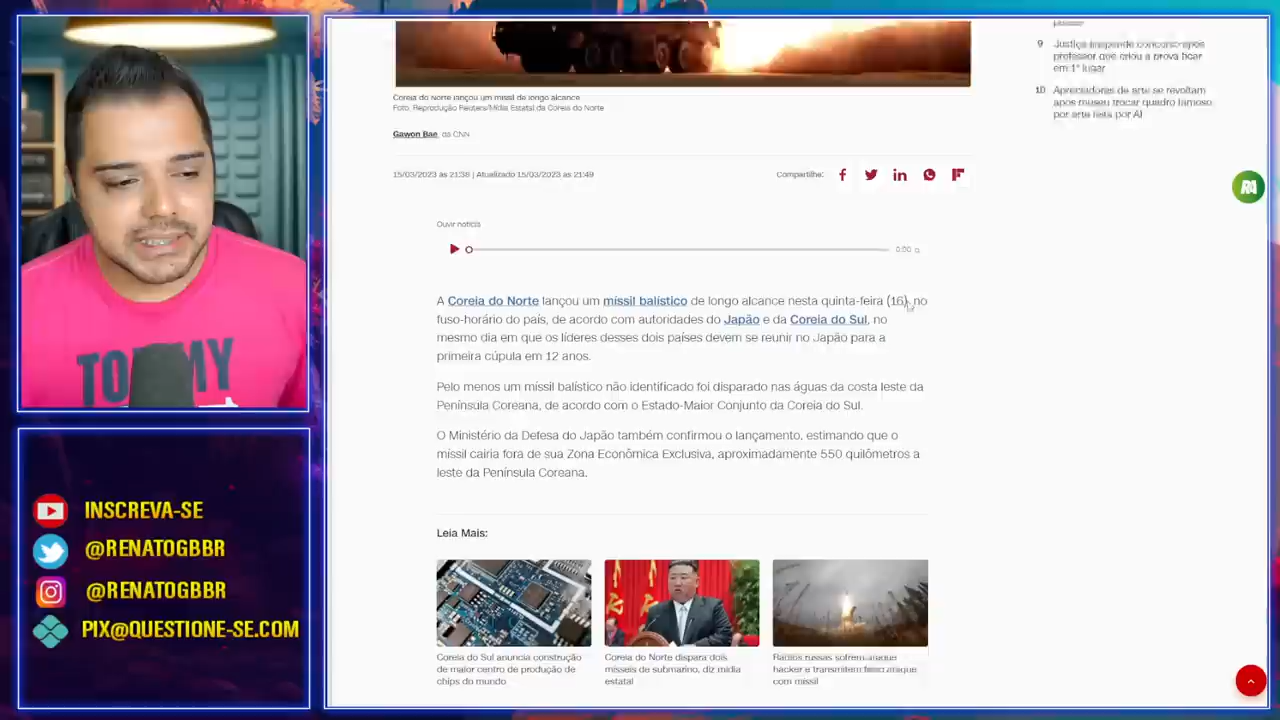 9 Justiça suspende concurso após
professor que criou a prova ficar
em 1º lugar
10 Apreciadores de arte se revoltam
após museu trocar quadro famoso
por arte feita por AI
Coreia do Norte lançou um míssil de longo alcance
Foto: Reprodução Reuters/Mídia Estatal da Coreia do Norte
Gawon Bae da CNN
15/03/2023 às 21:38 | Atualizado 15/03/2023 às 21:49
Compartilhe:
Ouvir notícia
0:00
A Coreia do Norte lançou um míssil balístico de longo alcance nesta quinta-feira (16), no
fuso-horário do país, de acordo com autoridades do Japão e da Coreia do Sul, no
mesmo dia em que os líderes desses dois países devem se reunir no Japão para a
primeira cúpula em 12 anos.
Pelo menos um míssil balístico não identificado foi disparado nas águas da costa leste da
Península Coreana, de acordo com o Estado-Maior Conjunto da Coreia do Sul.
O Ministério da Defesa do Japão também confirmou o lançamento, estimando que o
míssil cairia fora de sua Zona Econômica Exclusiva, aproximadamente 550 quilômetros a
leste da Península Coreana.
Leia Mais:
Coreia do Sul anuncia construção
de maior centro de produção de
chips do mundo
Coreia do Norte dispara dois
mísseis de submarino, diz mídia
estatal
Rádios russas sofrem ataque
hacker e transmitem falso ataque
com míssil
TOMMY
INSCREVA-SE
@RENATOGBBR
@RENATOGBBR
PIX@QUESTIONE-SE.COM